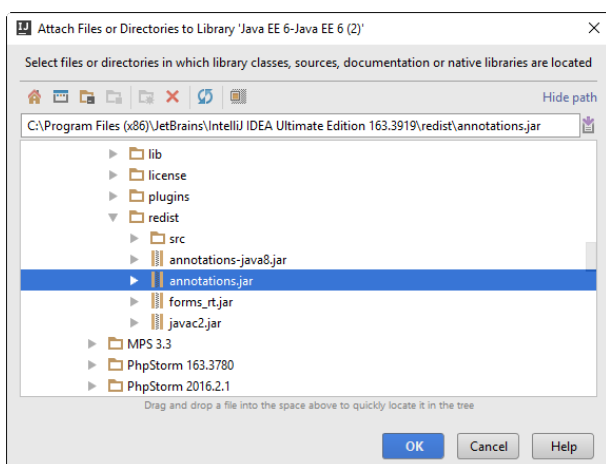 Attach Files or Directories to Library 'Java EE 6-Java EE 6 (2)'
Select files or directories in which library classes, sources, documentation or native libraries are located
Hide path
C:\Program Files (x86)\JetBrains\IntelliJ IDEA Ultimate Edition 163.3919\redist\annotations.jar
lib
license
plugins
redist
src
annotations-java8.jar
annotations.jar
forms_rt.jar
javac2.jar
MPS 3.3
PhpStorm 163.3780
PhpStorm 2016.2.1
Drag and drop a file into the space above to quickly locate it in the tree
OK Cancel Help